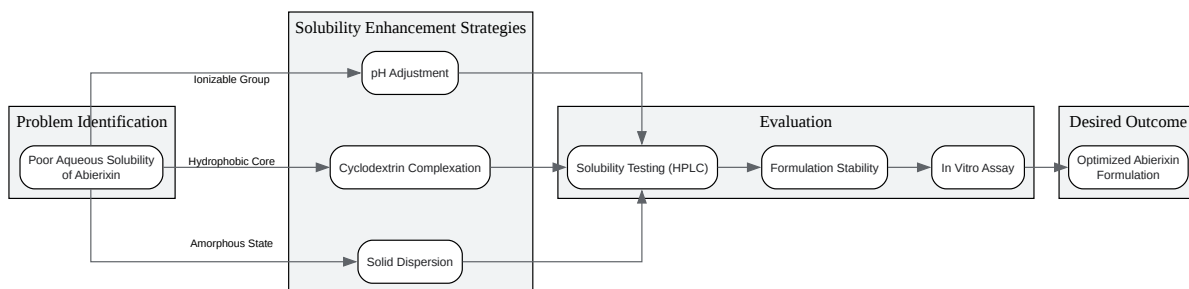 Solubility Enhancement Strategies
pH Adjustment
Ionizable Group
Problem Identification
Poor Aqueous Solubility
of Abierixin
Hydrophobic Core
Cyclodextrin Complexation
Amorphous State
Solid Dispersion
Evaluation
Solubility Testing (HPLC)
Formulation Stability
In Vitro Assay
Desired Outcome
Optimized Abierixin
Formulation